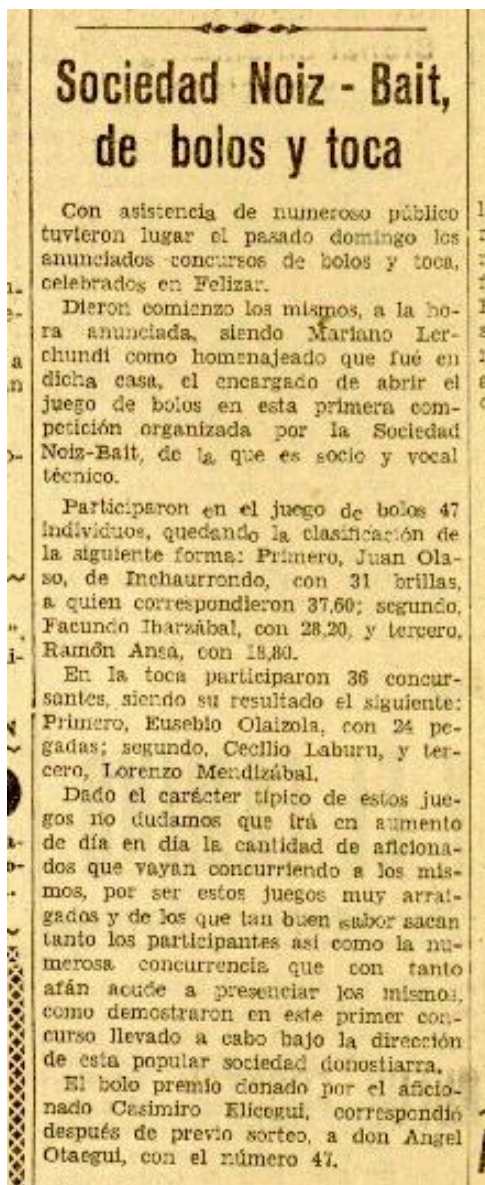 Sociedad Noiz - Bait,
de bolos y toca
Con asistencia de numeroso público
tuvieron lugar el pasado domingo los
anunciados concursos de bolos y toca,
celebrados en Felizar.
Dieron comienzo los mismos, a la ho-
ra anunciada, siendo Mariano Ler-
chundi como homenajeado que fué en
dicha casa, el encargado de abrir el
juego de bolos en esta primera com-
petición organizada por la Sociedad
Noiz-Bait, de la que es socio y vocal
técnico.
Participaron en el juego de bolos 47
individuos, quedando la clasificación de
la siguiente forma: Primero, Juan Ola-
so, de Inchaurrondo, con 31 brillas,
a quien correspondieron 37,60; segundo,
Facundo Ibarzábal, con 28,20, y tercero,
Ramón Ansa, con 18,80.
En la toca participaron 36 concur-
santes, siendo su resultado el siguiente:
Primero, Eusebio Olaizola, con 24 pe-
gadas; segundo, Cecilio Laburu, y ter-
cero, Lorenzo Mendizábal.
Dado el carácter típico de estos jue-
gos no dudamos que irá en aumento
de día en día la cantidad de aficiona-
dos que vayan concurriendo a los mis-
mos, por ser estos juegos muy arrai-
gados y de los que tan buen sabor sacan
tanto los participantes así como la nu-
merosa concurrencia que con tanto
afán acude a presenciar los mismos,
como demostraron en este primer con-
curso llevado a cabo bajo la dirección
de esta popular sociedad donostiarra.
El bolo premio donado por el aficio-
nado Casimiro Elicegui, correspondió
después de previo sorteo, a don Angel
Otaegui, con el número 47.